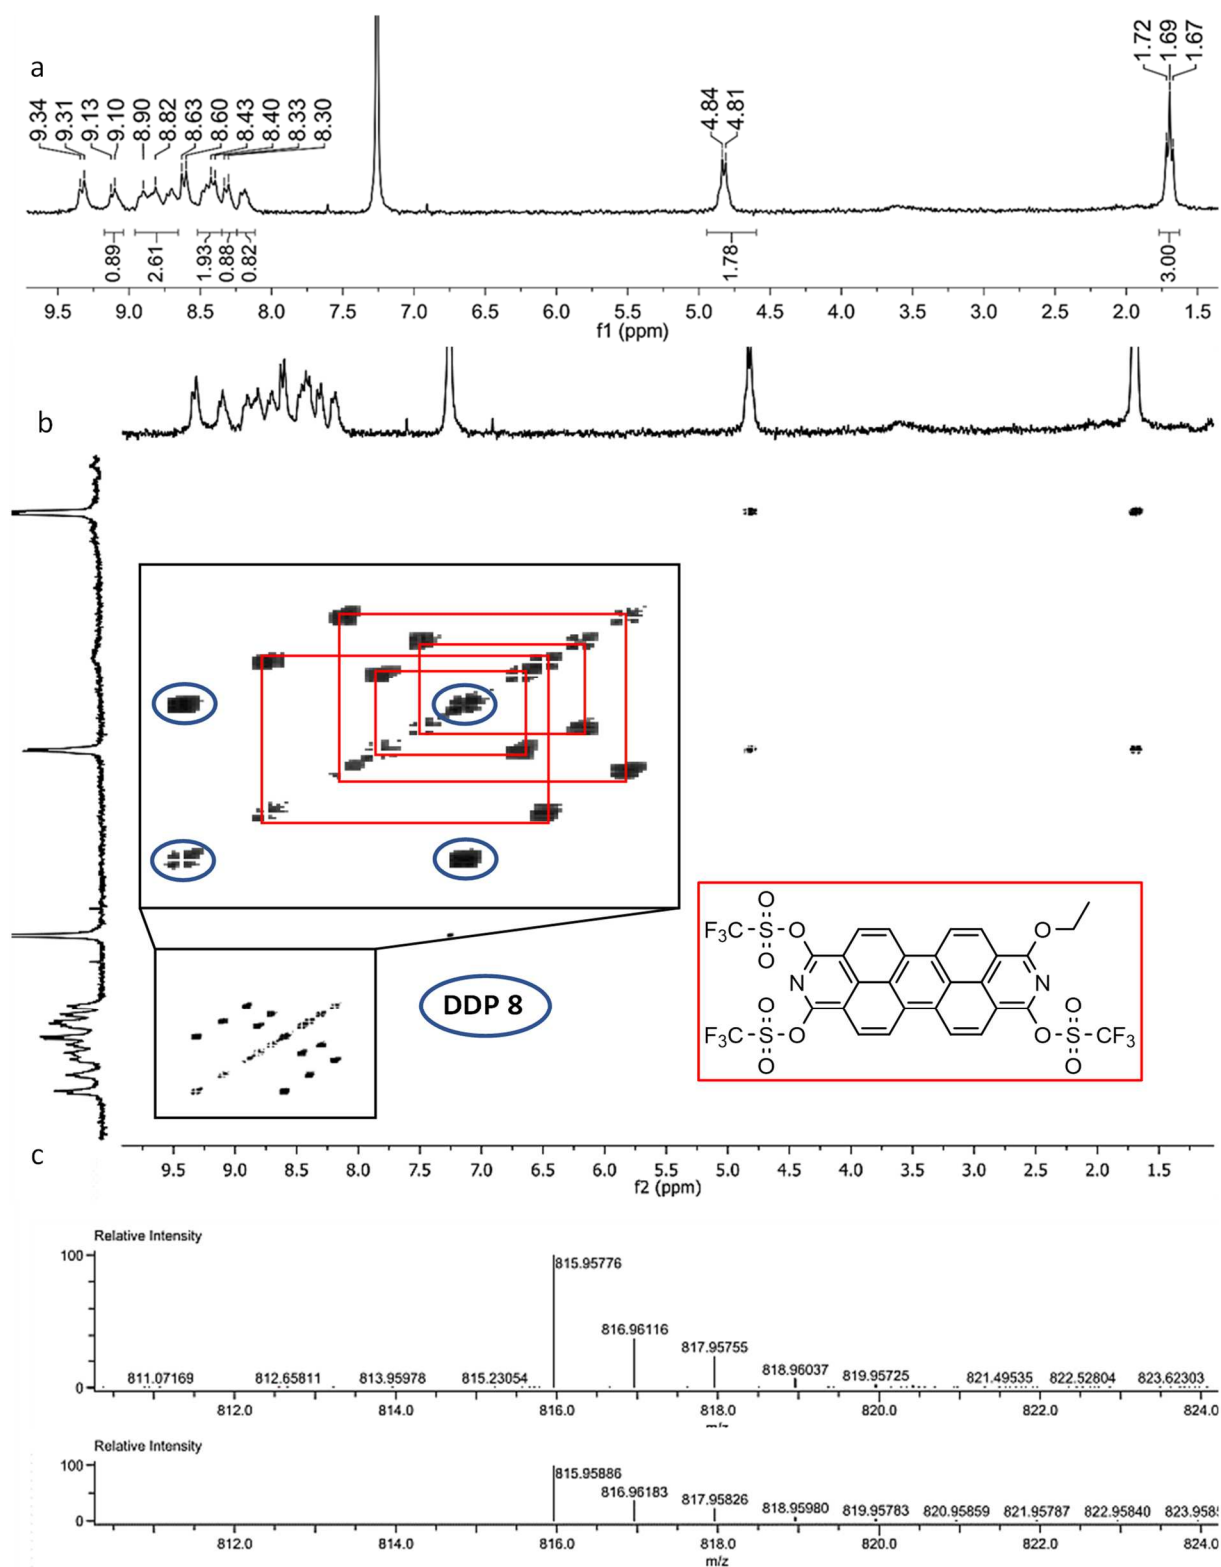 a
9.34
9.31
9.13
9.10
8.90
8.82
8.63
8.60
8.43
8.40
8.33
8.30
4.84
4.81
1.72
1.69
1.67
0.89
2.61
1.93
0.88
0.82
1.78
3.00
9.5 9.0 8.5 8.0 7.5 7.0 6.5 6.0 5.5 5.0 4.5 4.0 3.5 3.0 2.5 2.0 1.5
f1 (ppm)
b
DDP 8
O O
F3C-S-O O
O
N N
O
F3C-S-O O-S-CF3
O O
9.5 9.0 8.5 8.0 7.5 7.0 6.5 6.0 5.5 5.0 4.5 4.0 3.5 3.0 2.5 2.0 1.5
f2 (ppm)
c
Relative Intensity
100
815.95776
816.96116
817.95755
818.96037
811.07169 812.65811 813.95978 815.23054 819.95725 821.49535 822.52804 823.62303
0
812.0 814.0 816.0 818.0 820.0 822.0 824.0
m/z
Relative Intensity
100
815.95886
816.96183
817.95826
818.95980 819.95783 820.95859 821.95787 822.95840 823.9585
0
812.0 814.0 816.0 818.0 820.0 822.0 824.0
m/z